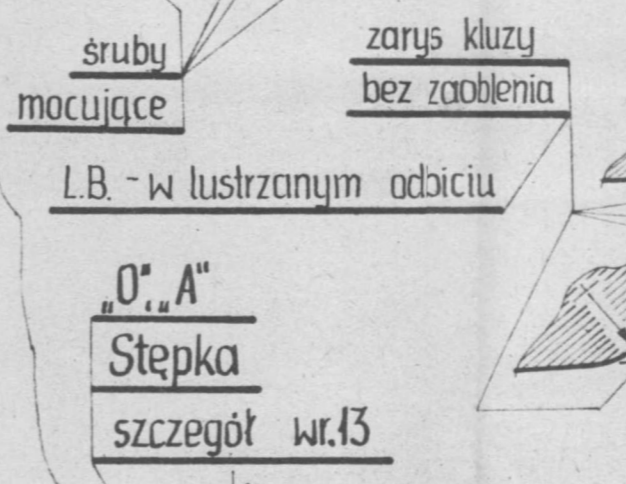 śruby
mocujące
zarys kluzy
bez zaoblenia
L.B. - w lustrzanym odbiciu
„O", „A"
Stępka
szczegół wr.13